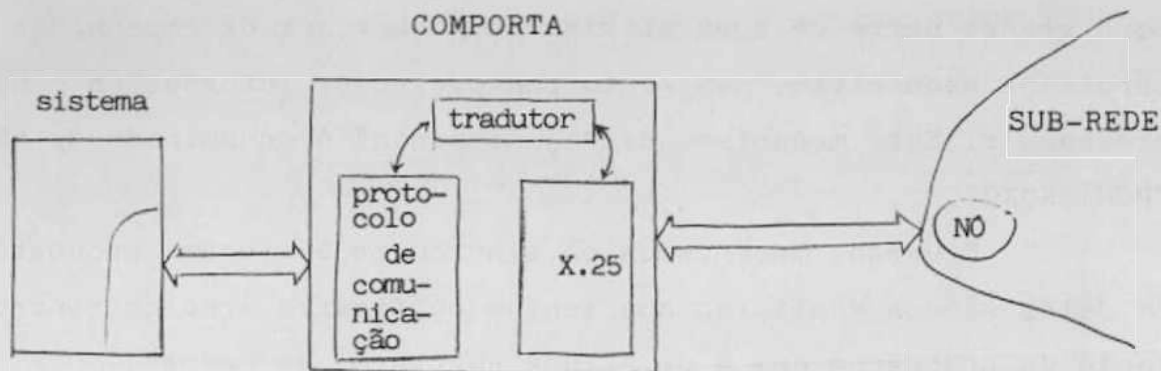 COMPORTA
sistema
tradutor
SUB-REDE
proto-
colo
de
comu-
nica-
ção
X.25
NÓ